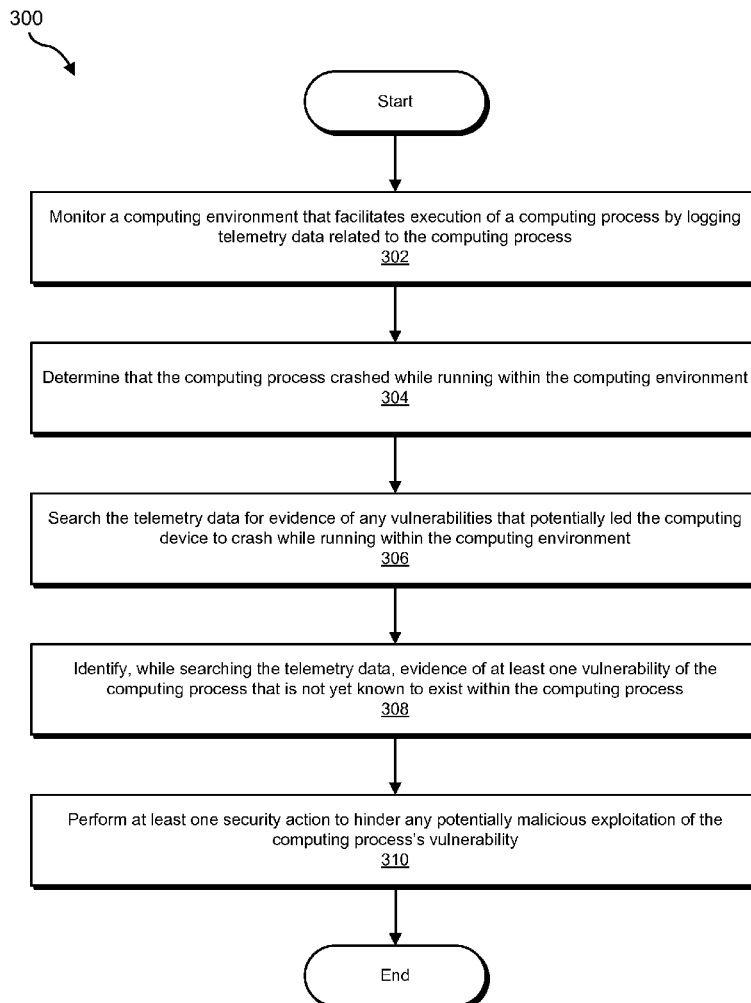 300
Start
Monitor a computing environment that facilitates execution of a computing process by logging
telemetry data related to the computing process
302
Determine that the computing process crashed while running within the computing environment
304
Search the telemetry data for evidence of any vulnerabilities that potentially led the computing
device to crash while running within the computing environment
306
Identify, while searching the telemetry data, evidence of at least one vulnerability of the
computing process that is not yet known to exist within the computing process
308
Perform at least one security action to hinder any potentially malicious exploitation of the
computing process's vulnerability
310
End